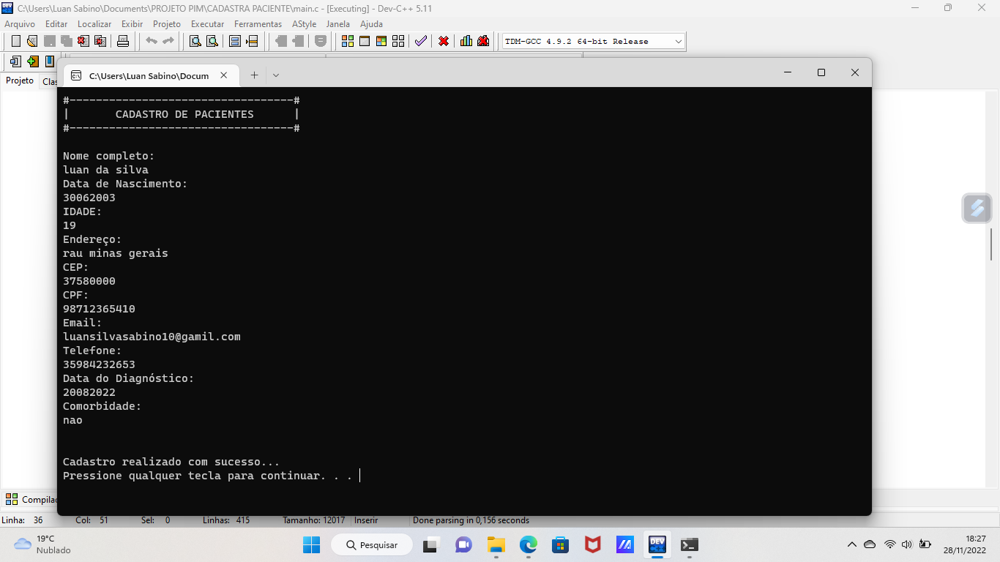 C:\Users\Luan Sabino\Documents\PROJETO PIM\CADASTRA PACIENTE\main.c - [Executing] - Dev-C++ 5.11
Arquivo Editar Localizar Exibir Projeto Executar Ferramentas AStyle Janela Ajuda
TDM-GCC 4.9.2 64-bit Release
Projeto Clas
C:\Users\Luan Sabino\Docum
#----------------------------------#
| CADASTRO DE PACIENTES |
#----------------------------------#
Nome completo:
luan da silva
Data de Nascimento:
30062003
IDADE:
19
Endereço:
rau minas gerais
CEP:
37580000
CPF:
98712365410
Email:
luansilvasabino10@gamil.com
Telefone:
35984232653
Data do Diagnóstico:
20082022
Comorbidade:
nao
Cadastro realizado com sucesso...
Pressione qualquer tecla para continuar. . .
Compilad
Linha: 36 Col: 51 Sel: 0 Linhas: 415 Tamanho: 12017 Inserir Done parsing in 0,156 seconds
19°C
Nublado
Pesquisar
DEV
18:27
28/11/2022